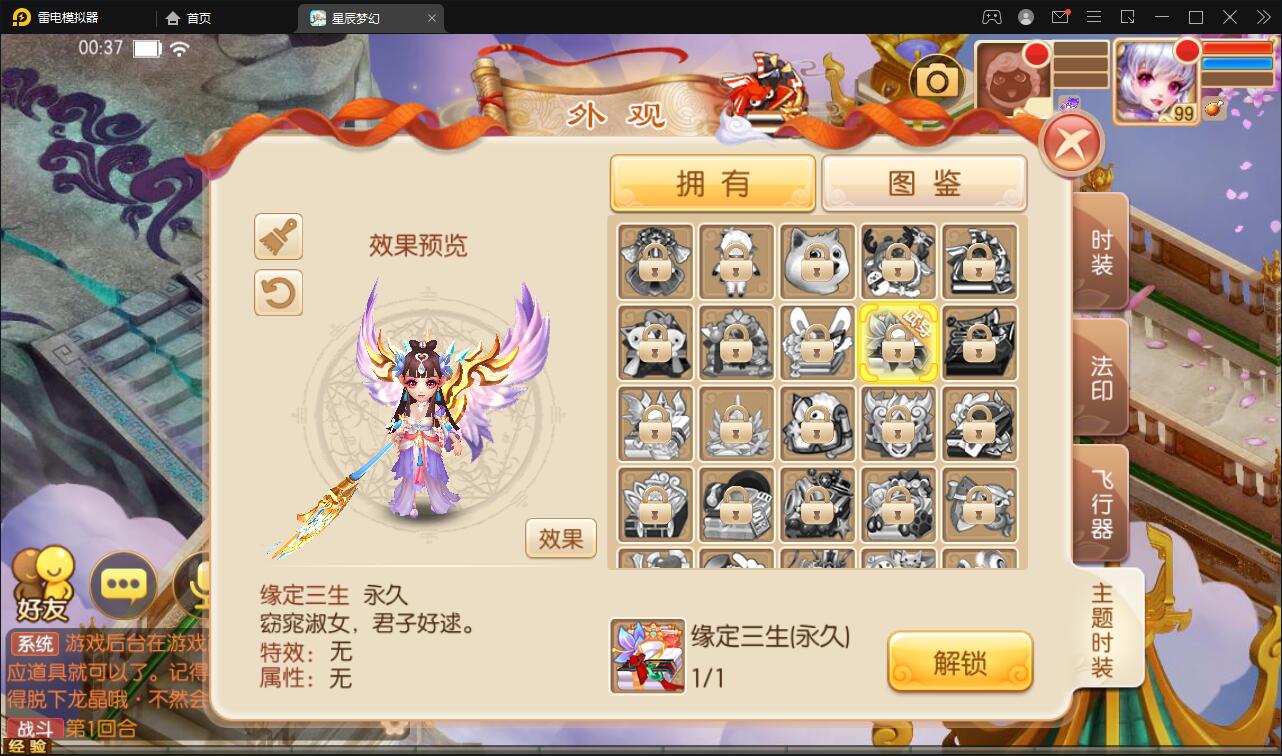 雷电模拟器
首页
星辰梦幻
00:37
外观
99
拥有
图鉴
效果预览
试穿
时装
法印
飞行器
主题时装
效果
缘定三生 永久
窈窕淑女，君子好逑。
特效：无
属性：无
缘定三生(永久)
1/1
解锁
好友
系统 游戏后台在游戏
应道具就可以了。记得
得脱下龙晶哦·不然会
战斗 第1回合
经验